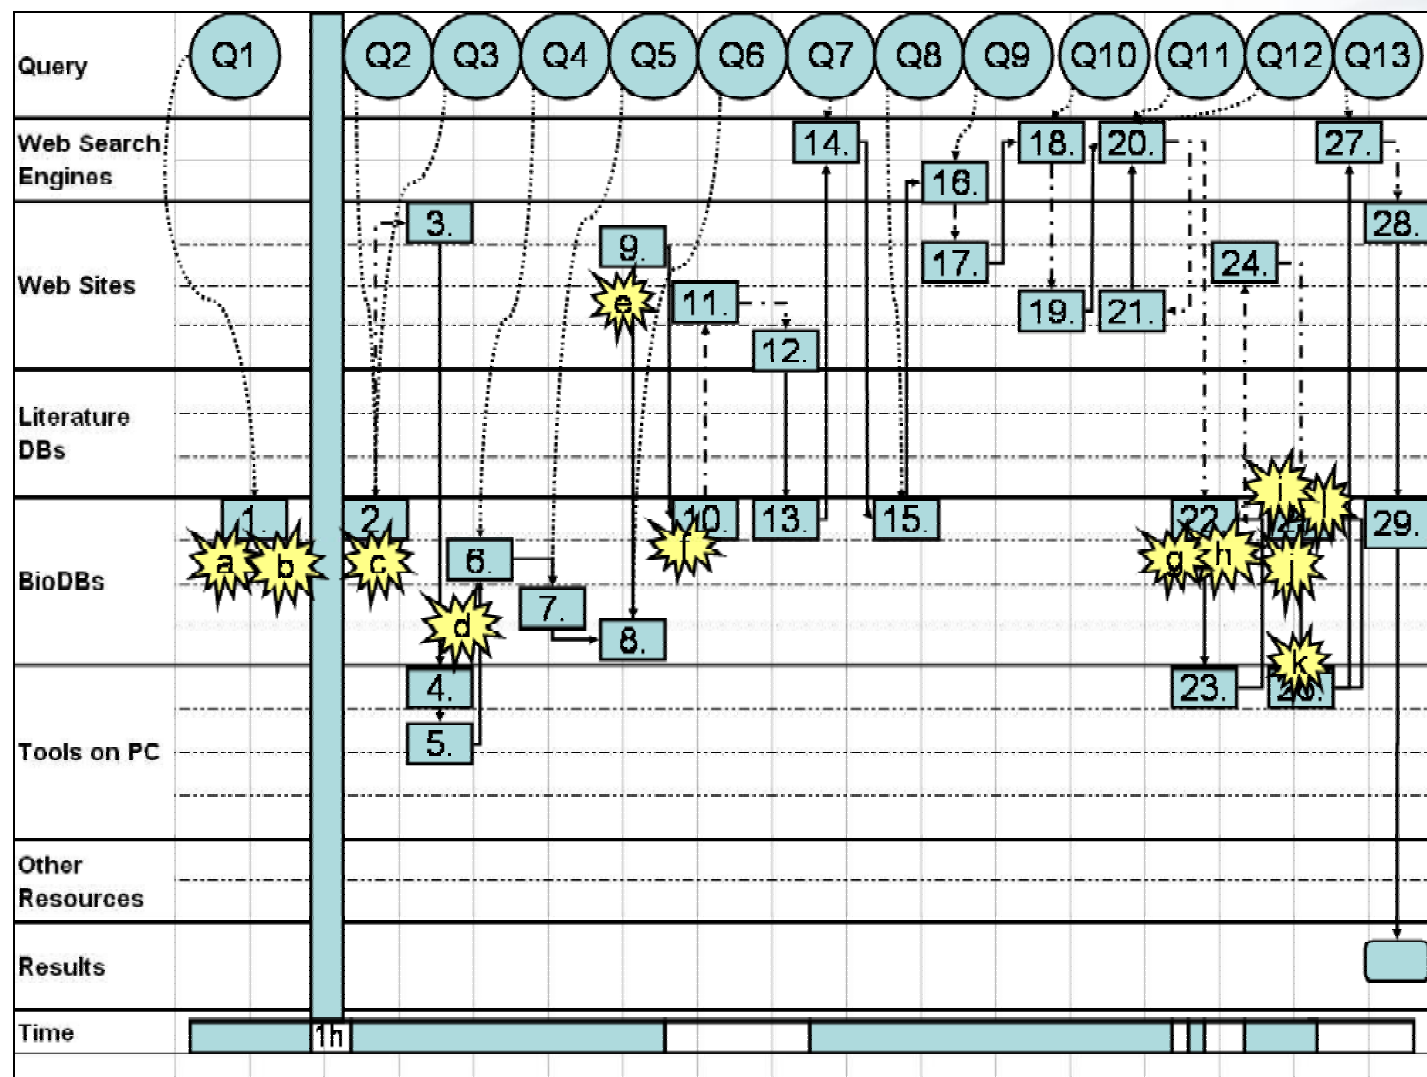 Query
Q1
Q2
Q3
Q4
Q5
Q6
Q7
Q8
Q9
Q10
Q11
Q12
Q13
Web Search
Engines
14.
18.
20.
27.
16.
Web Sites
3.
28.
9.
17.
24.
e
11.
19.
21.
12.
Literature
DBs
BioDBs
1.
2.
10.
13.
15.
22.
29.
a
b
c
f
g
h
6.
7.
d
8.
k
Tools on PC
4.
23.
5.
Other
Resources
Results
Time
1h